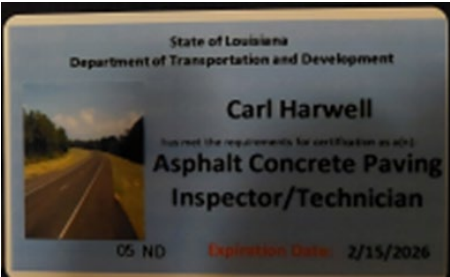 State of Louisiana
Department of Transportation and Development
Carl Harwell
has met the requirements for certification as a(n):
Asphalt Concrete Paving
Inspector/Technician
05 ND
Expiration Date: 2/15/2026